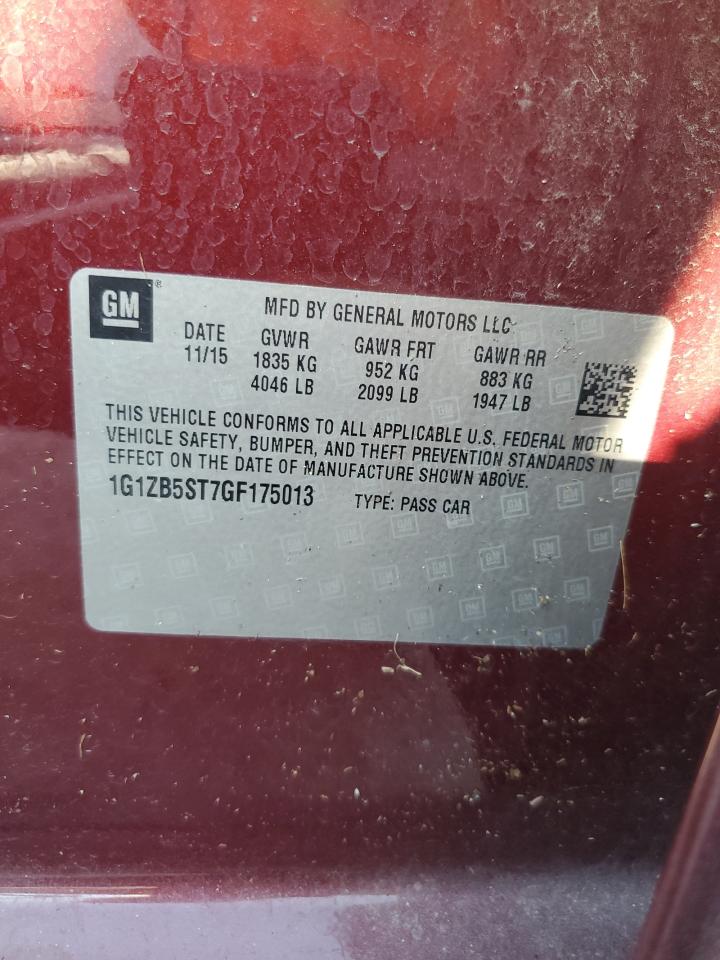 GM ®
MFD BY GENERAL MOTORS LLC
DATE GVWR GAWR FRT GAWR RR
11/15 1835 KG 952 KG 883 KG
4046 LB 2099 LB 1947 LB
THIS VEHICLE CONFORMS TO ALL APPLICABLE U.S. FEDERAL MOTOR
VEHICLE SAFETY, BUMPER, AND THEFT PREVENTION STANDARDS IN
EFFECT ON THE DATE OF MANUFACTURE SHOWN ABOVE.
1G1ZB5ST7GF175013 TYPE: PASS CAR